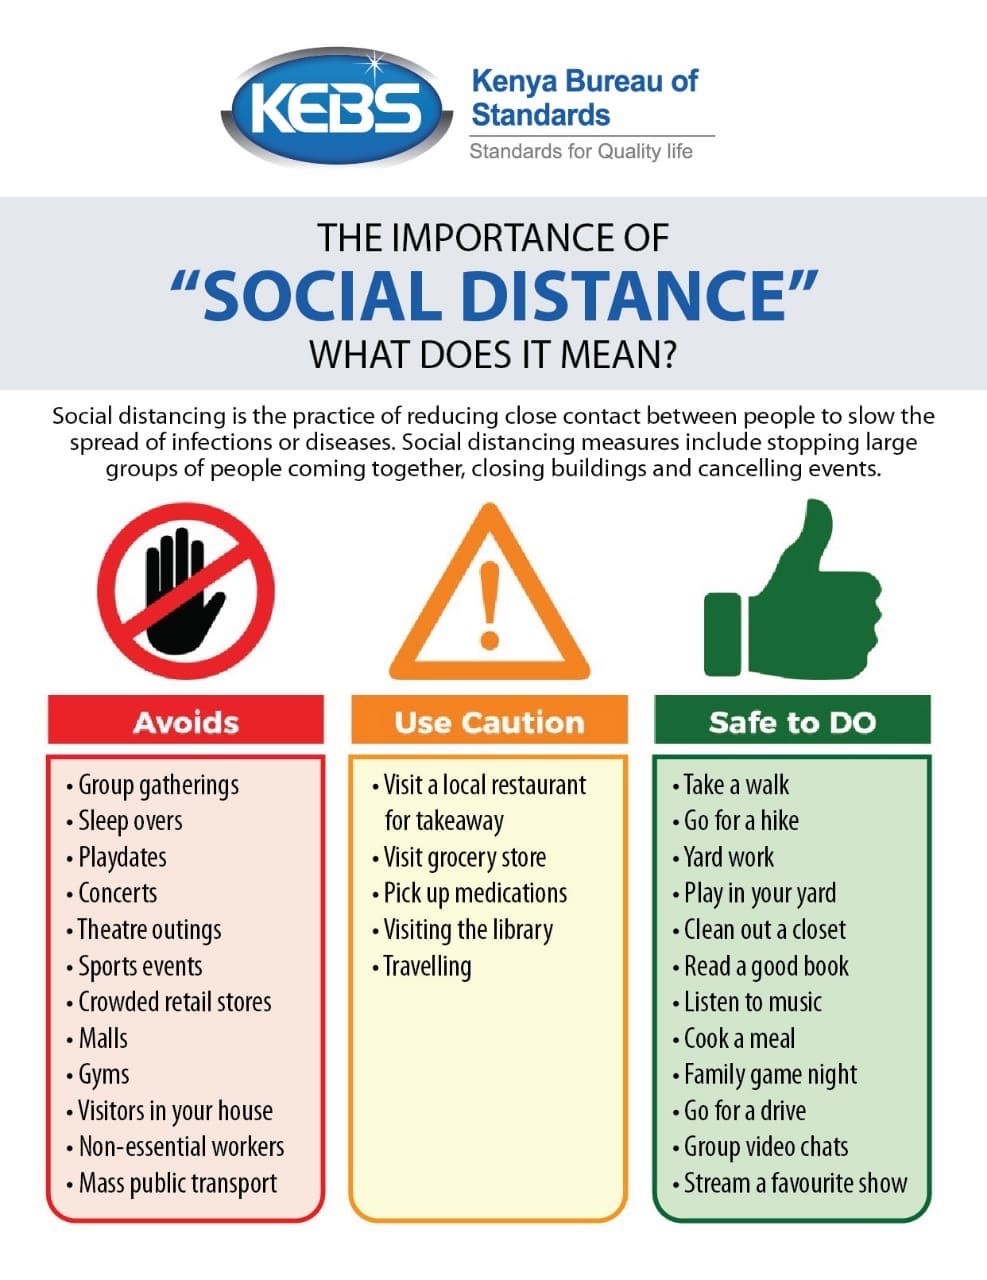 KEBS
Kenya Bureau of
Standards
Standards for Quality life
THE IMPORTANCE OF
“SOCIAL DISTANCE”
WHAT DOES IT MEAN?
Social distancing is the practice of reducing close contact between people to slow the
spread of infections or diseases. Social distancing measures include stopping large
groups of people coming together, closing buildings and cancelling events.
Avoids
• Group gatherings
• Sleep overs
• Playdates
• Concerts
• Theatre outings
• Sports events
• Crowded retail stores
• Malls
• Gyms
• Visitors in your house
• Non-essential workers
• Mass public transport
Use Caution
• Visit a local restaurant
for takeaway
• Visit grocery store
• Pick up medications
• Visiting the library
• Travelling
Safe to DO
• Take a walk
• Go for a hike
• Yard work
• Play in your yard
• Clean out a closet
• Read a good book
• Listen to music
• Cook a meal
• Family game night
• Go for a drive
• Group video chats
• Stream a favourite show